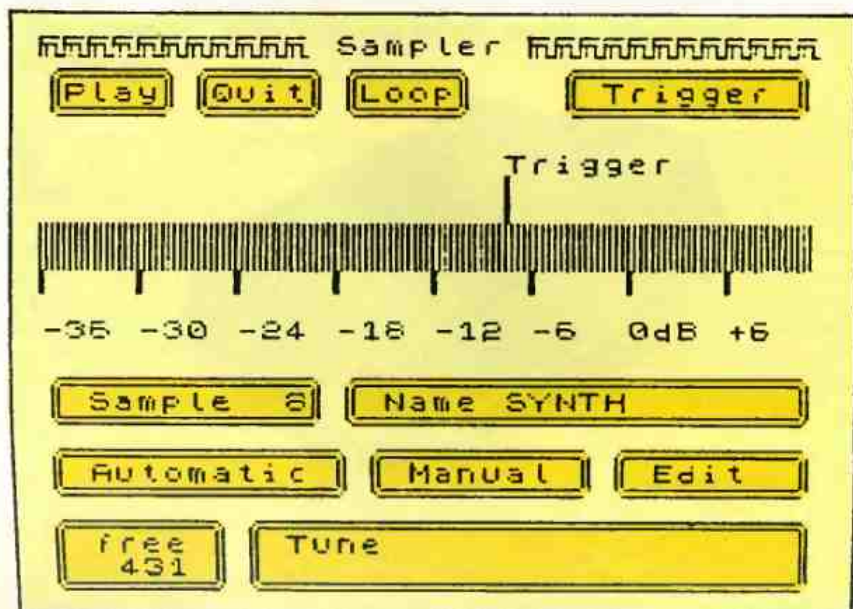 Sampler
Play Quit Loop Trigger
Trigger
-36 -30 -24 -18 -12 -6 0dB +6
Sample 8 Name SYNTH
Automatic Manual Edit
free Tune
431